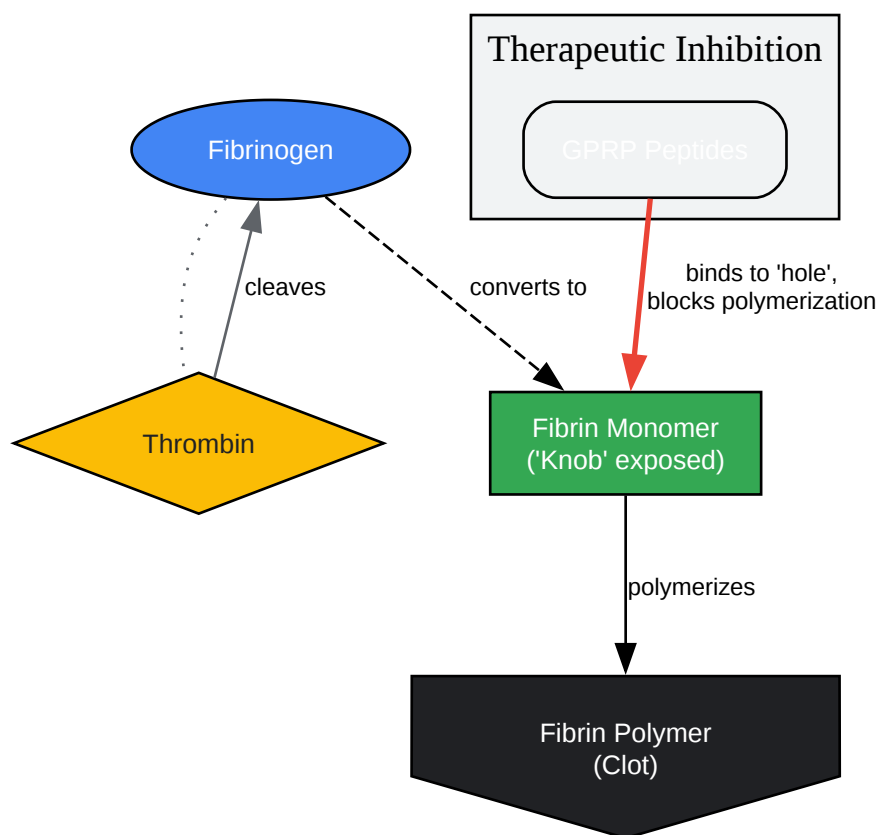 Therapeutic Inhibition
Fibrinogen
GPRP Peptides
cleaves
converts to
binds to 'hole',
blocks polymerization
Thrombin
Fibrin Monomer
('Knob' exposed)
polymerizes
Fibrin Polymer
(Clot)